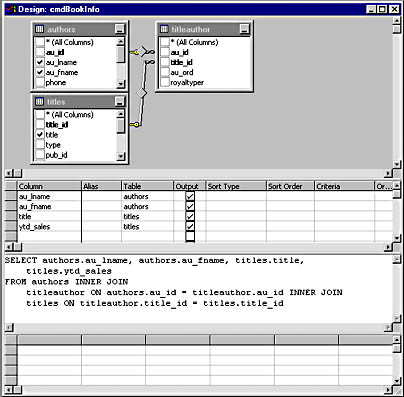 Design: cmdBookInfo
authors
* (All Columns)
au_id
au_lname
au_fname
phone
titleauthor
* (All Columns)
au_id
title_id
au_ord
royaltyper
titles
* (All Columns)
title_id
title
type
pub_id
Column Alias Table Output Sort Type Sort Order Criteria Or...
au_lname authors
au_fname authors
title titles
ytd_sales titles
SELECT authors.au_lname, authors.au_fname, titles.title,
titles.ytd_sales
FROM authors INNER JOIN
titleauthor ON authors.au_id = titleauthor.au_id INNER JOIN
titles ON titleauthor.title_id = titles.title_id